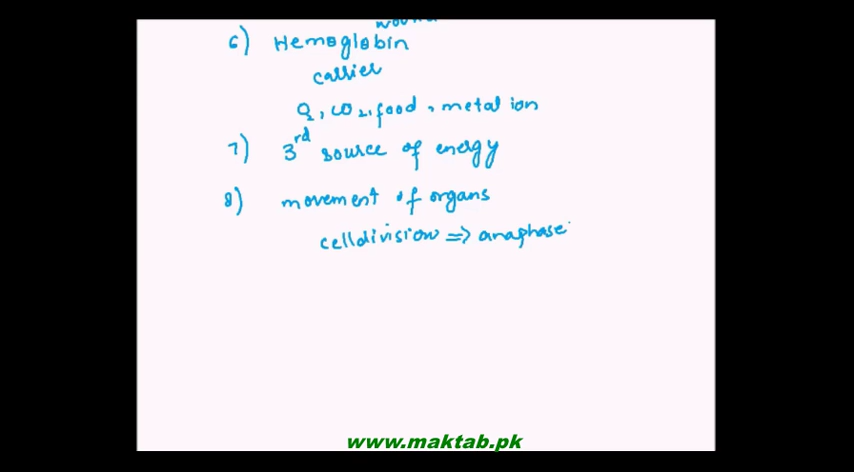 6) Hemoglobin
carrier
O2, CO2, food, metal ion
7) 3rd source of energy
8) movement of organs
celldivision => anaphase
www.maktab.pk